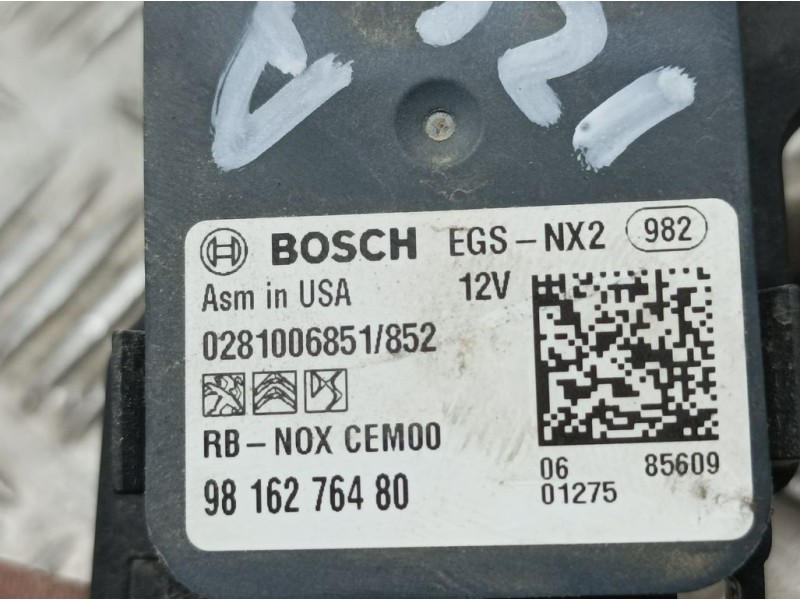 BOSCH EGS-NX2 982
Asm in USA 12V
0281006851/852
RB-NOX CEM00
98 162 764 80
06 85609
01275